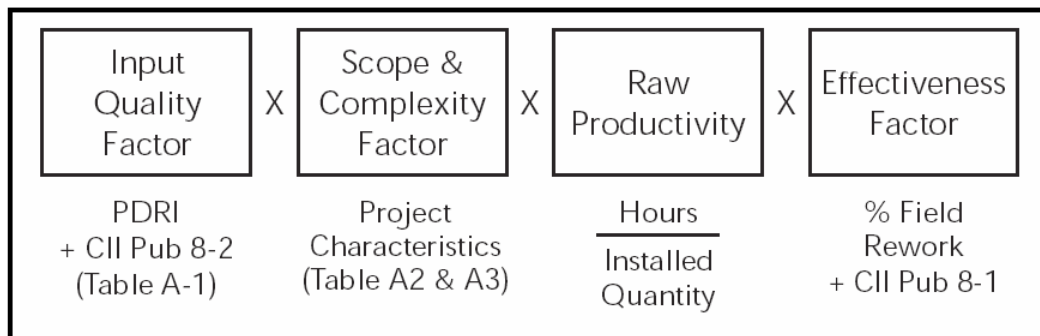 Input
Quality
Factor
X
Scope &
Complexity
Factor
X
Raw
Productivity
X
Effectiveness
Factor
PDRI
+ CII Pub 8-2
(Table A-1)
Project
Characteristics
(Table A2 & A3)
Hours
Installed
Quantity
% Field
Rework
+ CII Pub 8-1